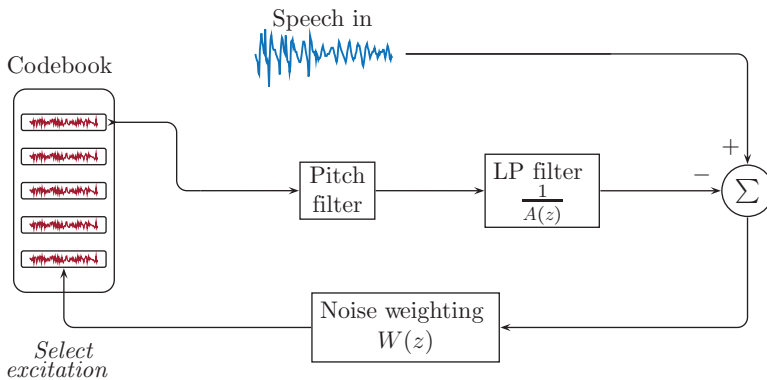 Speech in
Codebook
Pitch
filter
LP filter
1
A(z)
+
−
∑
Noise weighting
W(z)
Select
excitation